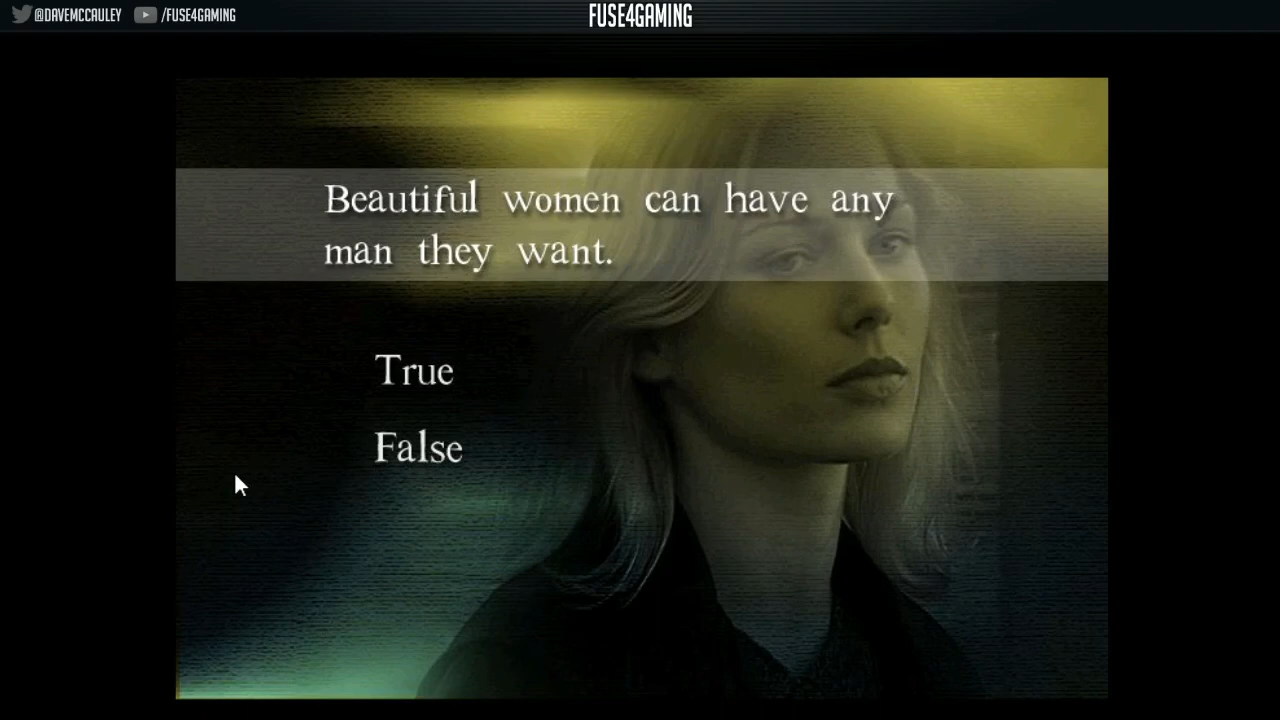 @DAVEMCCAULEY /FUSE4GAMING FUSE4GAMING
Beautiful women can have any
man they want.
True
False